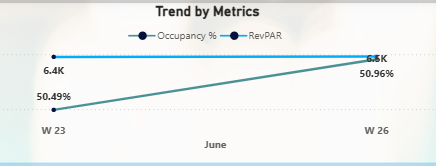 Trend by Metrics
Occupancy % RevPAR
6.5K
6.4K
50.96%
50.49%
W 23 W 26
June